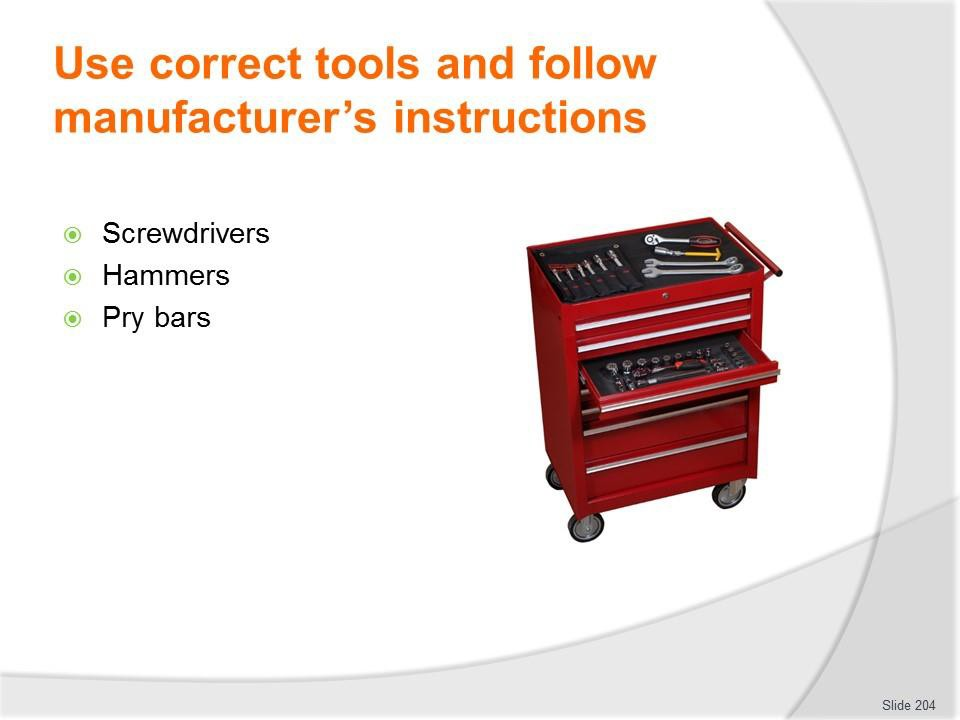 Use correct tools and follow
manufacturer’s instructions
Screwdrivers
Hammers
Pry bars
Slide 204